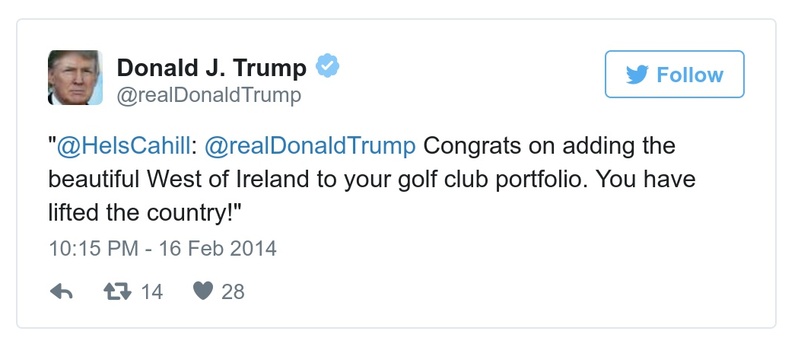 Donald J. Trump
@realDonaldTrump
Follow
"@HelsCahill: @realDonaldTrump Congrats on adding the
beautiful West of Ireland to your golf club portfolio. You have
lifted the country!"
10:15 PM - 16 Feb 2014
14 28